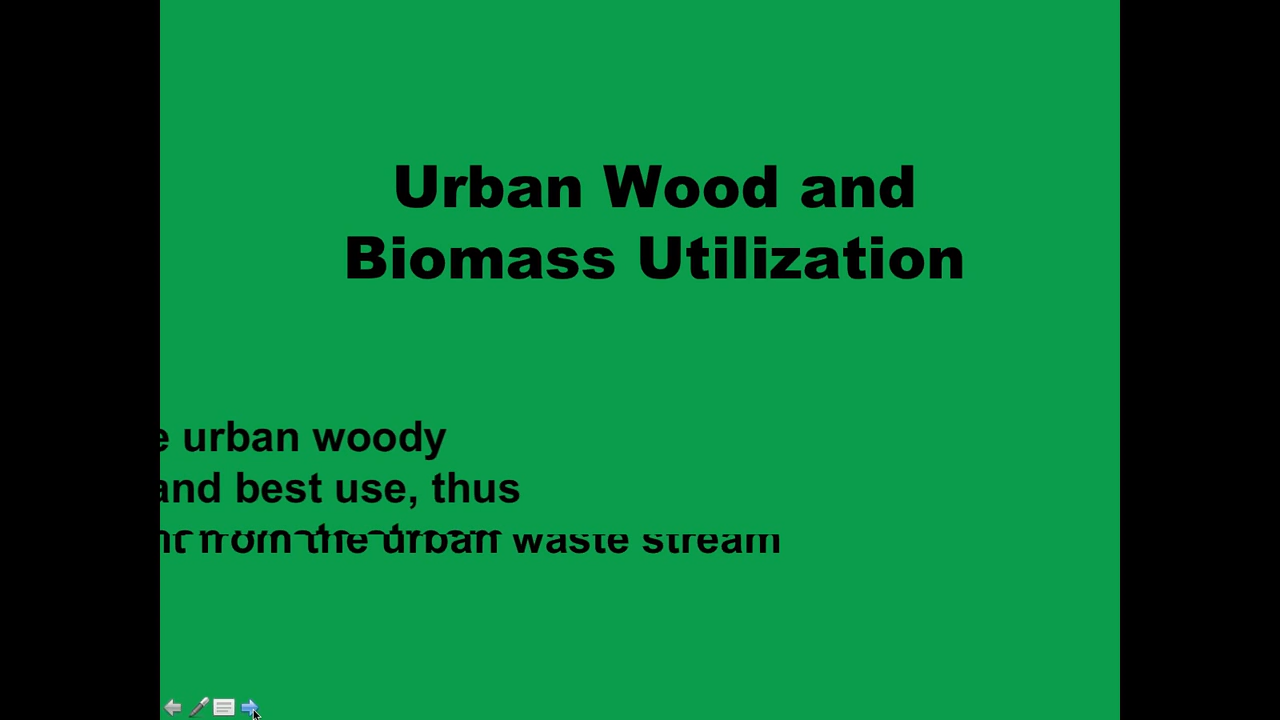 Urban Wood and
Biomass Utilization
e urban woody
and best use, thus
from the urban waste stream